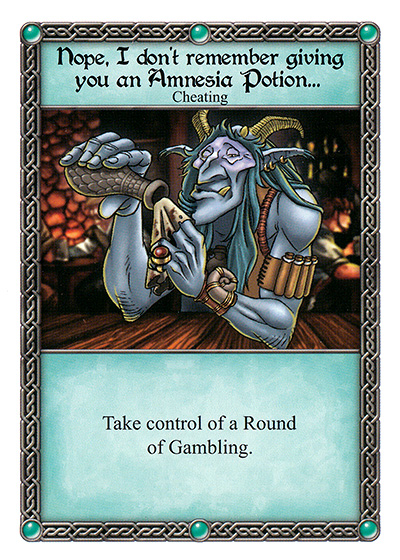 Nope, I don't remember giving
you an Amnesia Potion...
Cheating
Take control of a Round
of Gambling.